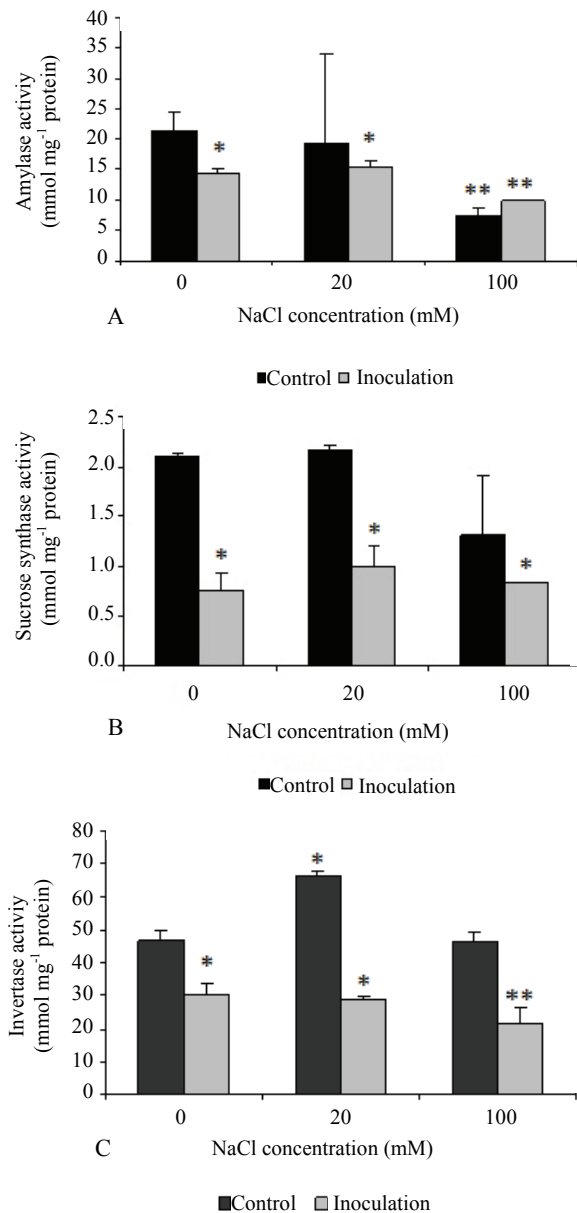 40
35
30
25
20
15
10
5
0
Amylase activiy
(mmol mg-1 protein)
* * ** **
0 20 100
A NaCl concentration (mM)
Control Inoculation
2.5
2.0
1.5
1.0
0.5
0.0
Sucrose synthase activiy
(mmol mg-1 protein)
* * *
0 20 100
B NaCl concentration (mM)
Control Inoculation
80
70
60
50
40
30
20
10
0
Invertase activiy
(mmol mg-1 protein)
* * * **
0 20 100
C NaCl concentration (mM)
Control Inoculation